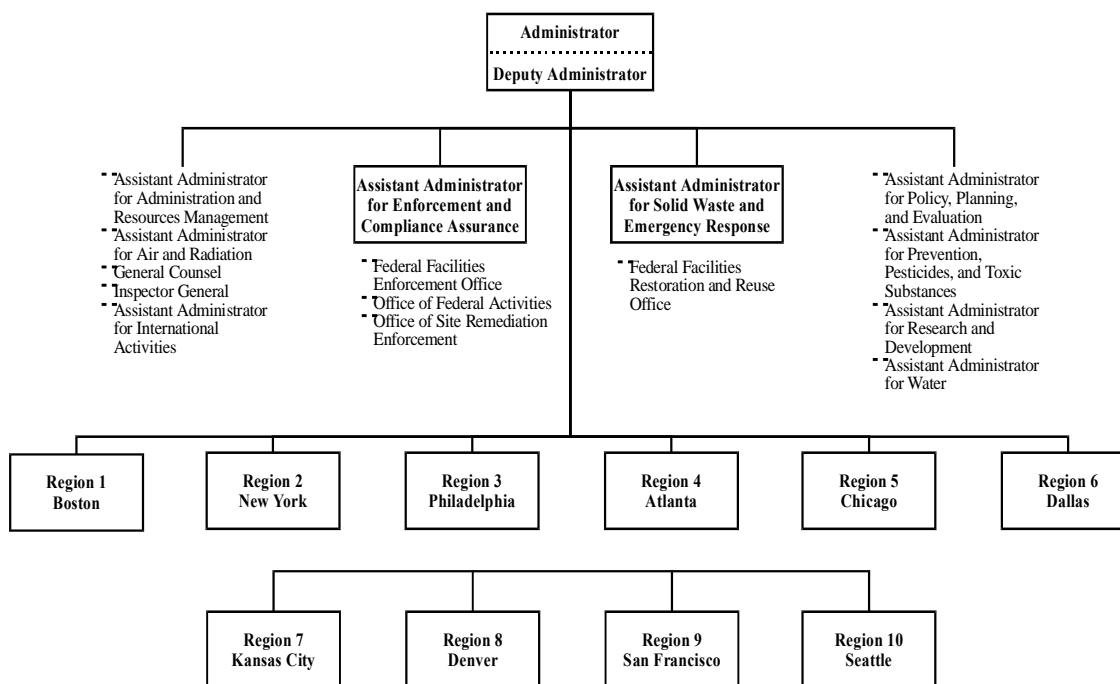 Administrator
Deputy Administrator
Assistant Administrator
for Administration and
Resources Management
Assistant Administrator
for Air and Radiation
General Counsel
Inspector General
Assistant Administrator
for International
Activities
Assistant Administrator
for Enforcement and
Compliance Assurance
Federal Facilities
Enforcement Office
Office of Federal Activities
Office of Site Remediation
Enforcement
Assistant Administrator
for Solid Waste and
Emergency Response
Federal Facilities
Restoration and Reuse
Office
Assistant Administrator
for Policy, Planning,
and Evaluation
Assistant Administrator
for Prevention,
Pesticides, and Toxic
Substances
Assistant Administrator
for Research and
Development
Assistant Administrator
for Water
Region 1
Boston
Region 2
New York
Region 3
Philadelphia
Region 4
Atlanta
Region 5
Chicago
Region 6
Dallas
Region 7
Kansas City
Region 8
Denver
Region 9
San Francisco
Region 10
Seattle